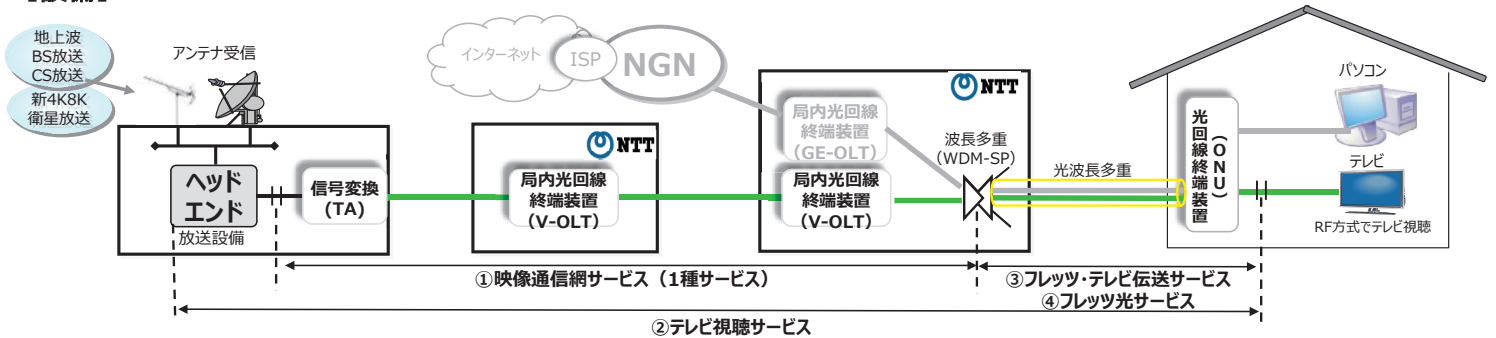 地上波
BS放送
CS放送
新4K8K
衛星放送
アンテナ受信
インターネット
ISP
NGN
NTT
NTT
パソコン
局内光回線
終端装置
(GE-OLT)
波長多重
(WDM-SP)
光波長多重
光回線終端装置
(ONU)
テレビ
RF方式でテレビ視聴
ヘッド
エンド
放送設備
信号変換
(TA)
局内光回線
終端装置
(V-OLT)
局内光回線
終端装置
(V-OLT)
①映像通信網サービス（1種サービス）
③フレッツ・テレビ伝送サービス
④フレッツ光サービス
②テレビ視聴サービス